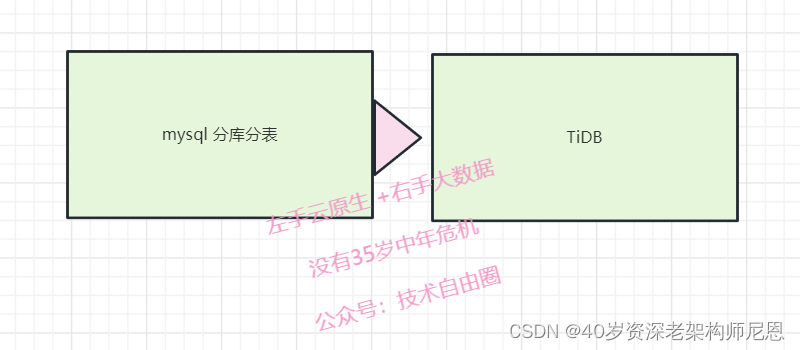 mysql 分库分表
TiDB
左手云原生 +右手大数据
没有35岁中年危机
公众号：技术自由圈
CSDN @40岁资深老架构师尼恩